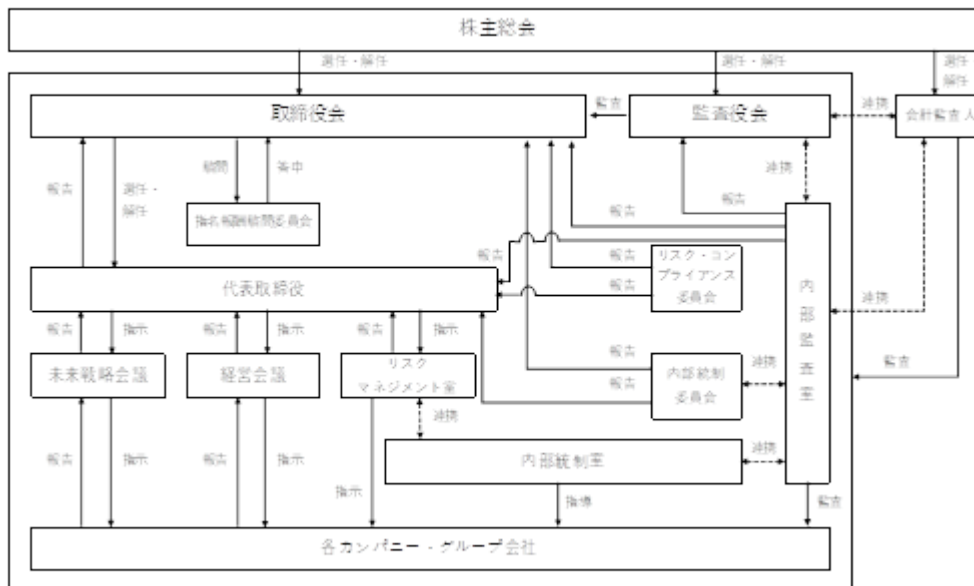 株主総会
選任・解任
選任・解任
選任・
解任
取締役会
監査
監査役会
連携
会計監査人
諮問
答申
連携
報告
選任・
解任
指名報酬諮問委員会
報告
報告
報告
報告
リスク・コン
プライアンス
委員会
代表取締役
報告
内部監査室
連携
報告
指示
報告
指示
報告
指示
未来戦略会議
経営会議
リスク
マネジメント室
報告
報告
内部統制
委員会
連携
監査
連携
報告
指示
報告
指示
内部統制室
連携
指示
指導
監査
各カンパニー・グループ会社